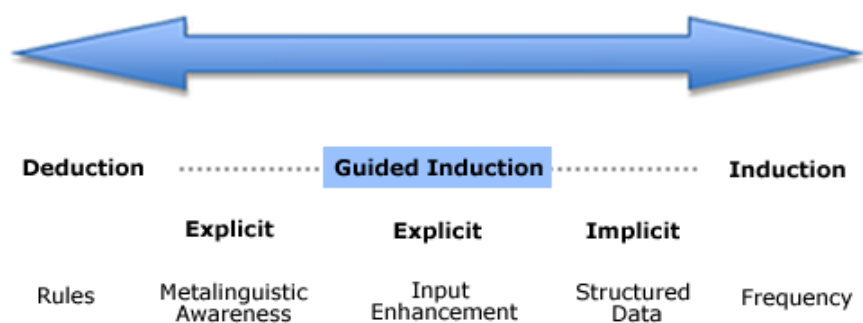 Deduction Guided Induction Induction
Explicit Explicit Implicit
Rules Metalinguistic Awareness Input Enhancement Structured Data Frequency